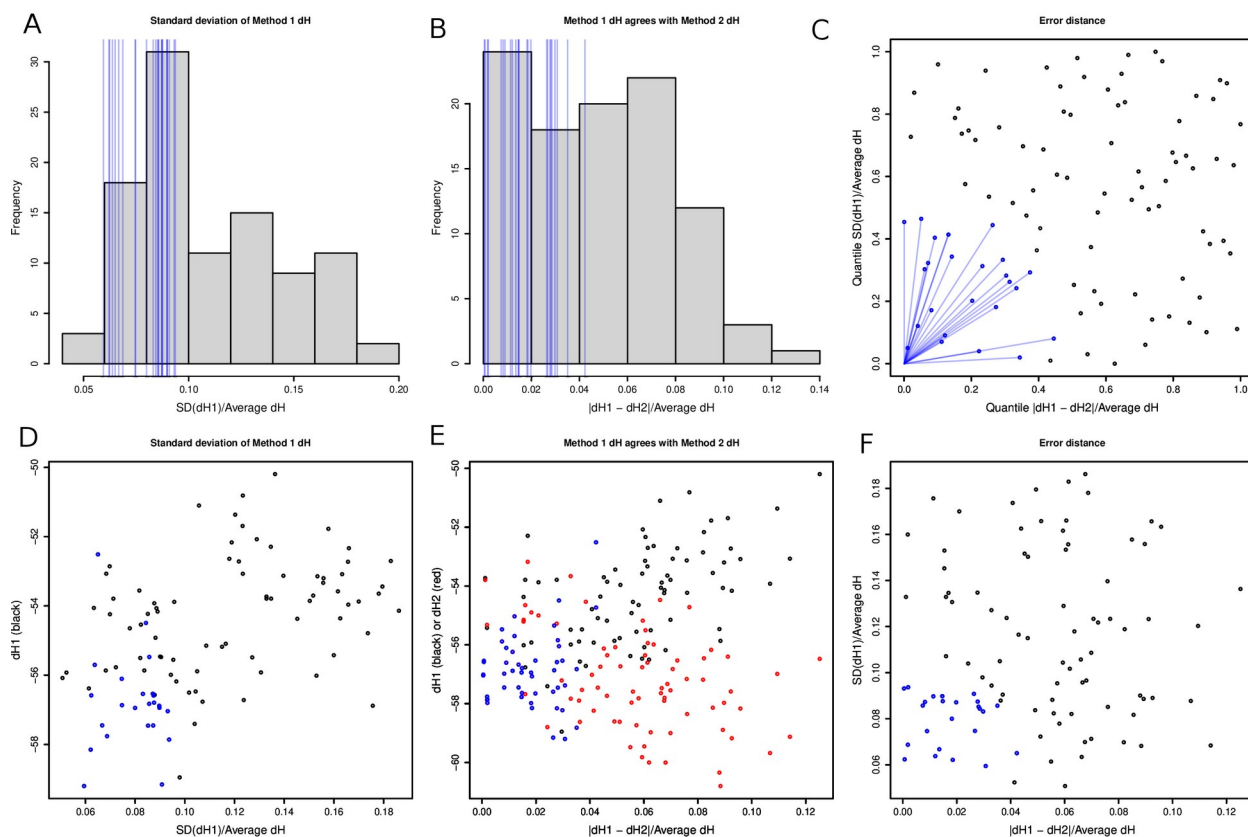 A
Standard deviation of Method 1 dH
Frequency
0 5 10 15 20 25 30
0.05 0.10 0.15 0.20
SD(dH1)/Average dH
B
Method 1 dH agrees with Method 2 dH
Frequency
0 5 10 15 20
0.00 0.02 0.04 0.06 0.08 0.10 0.12 0.14
|dH1 − dH2|/Average dH
C
Error distance
Quantile SD(dH1)/Average dH
0.0 0.2 0.4 0.6 0.8 1.0
0.0 0.2 0.4 0.6 0.8 1.0
Quantile |dH1 − dH2|/Average dH
D
Standard deviation of Method 1 dH
dH1 (black)
−58 −56 −54 −52 −50
0.06 0.08 0.10 0.12 0.14 0.16 0.18
SD(dH1)/Average dH
E
Method 1 dH agrees with Method 2 dH
dH1 (black) or dH2 (red)
−60 −58 −56 −54 −52 −50
0.00 0.02 0.04 0.06 0.08 0.10 0.12
|dH1 − dH2|/Average dH
F
Error distance
SD(dH1)/Average dH
0.06 0.08 0.10 0.12 0.14 0.16 0.18
0.00 0.02 0.04 0.06 0.08 0.10 0.12
|dH1 − dH2|/Average dH